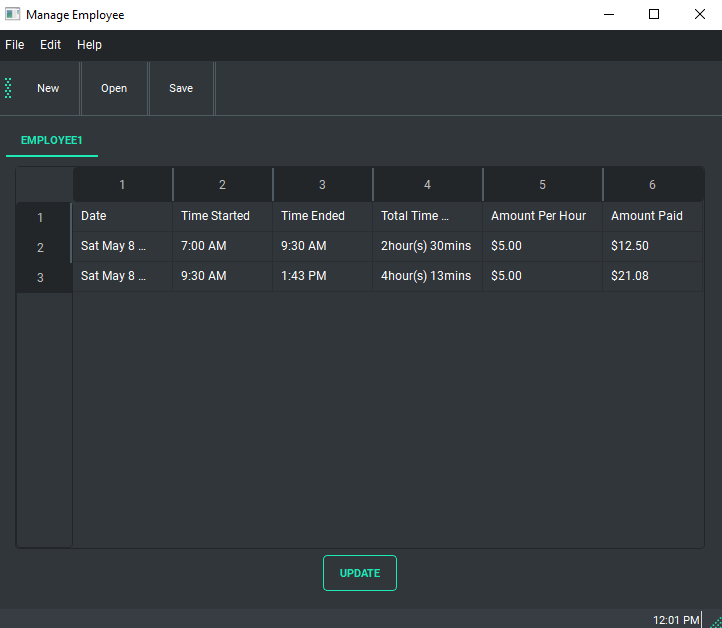 Manage Employee
File Edit Help
New Open Save
EMPLOYEE1
1 2 3 4 5 6
1 Date Time Started Time Ended Total Time ... Amount Per Hour Amount Paid
2 Sat May 8 ... 7:00 AM 9:30 AM 2hour(s) 30mins $5.00 $12.50
3 Sat May 8 ... 9:30 AM 1:43 PM 4hour(s) 13mins $5.00 $21.08
UPDATE
12:01 PM